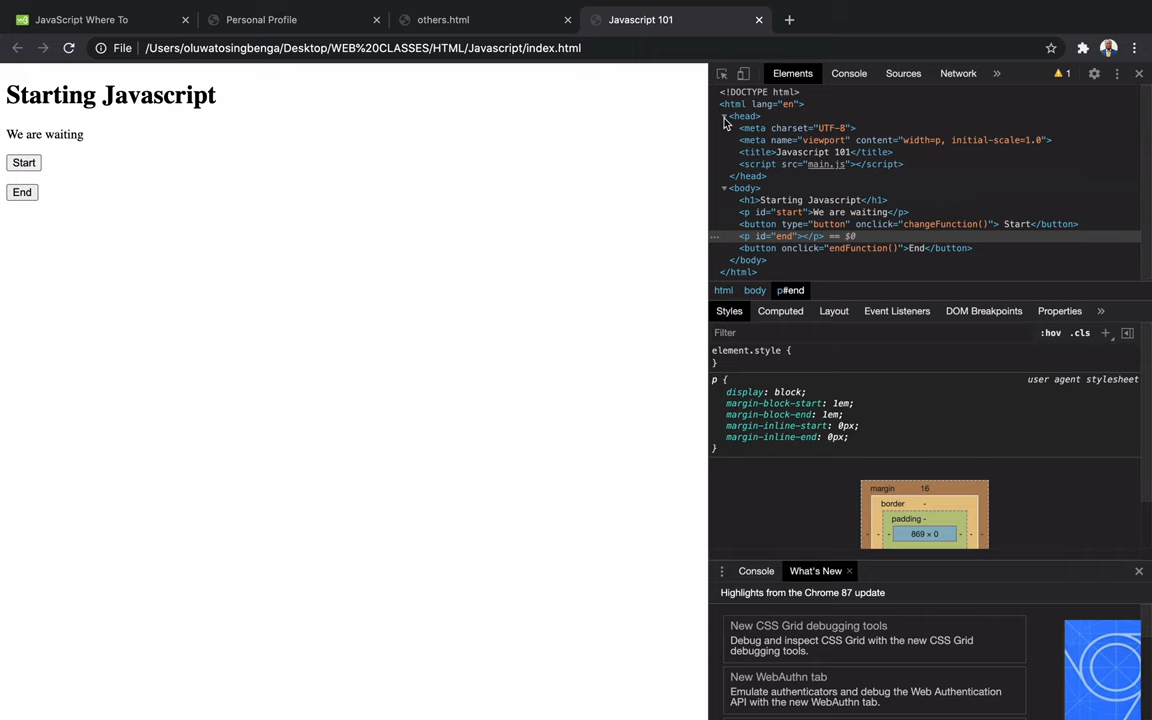 JavaScript Where To
Personal Profile
others.html
Javascript 101
File
/Users/oluwatosingbenga/Desktop/WEB%20CLASSES/HTML/Javascript/index.html
Starting Javascript
We are waiting
Start
End
Elements Console Sources Network » 1
<!DOCTYPE html>
<html lang="en">
<head>
<meta charset="UTF-8">
<meta name="viewport" content="width=p, initial-scale=1.0">
<title>Javascript 101</title>
<script src="main.js"></script>
</head>
<body>
<h1>Starting Javascript</h1>
<p id="start">We are waiting</p>
<button type="button" onclick="changeFunction()"> Start</button>
<p id="end"></p> == $0
<button onclick="endFunction()">End</button>
</body>
</html>
html body p#end
Styles Computed Layout Event Listeners DOM Breakpoints Properties »
Filter :hov .cls +
element.style {
}
p { user agent stylesheet
display: block;
margin-block-start: 1em;
margin-block-end: 1em;
margin-inline-start: 0px;
margin-inline-end: 0px;
}
margin 16
border -
padding -
- - - 869 × 0 - - -
Console What's New ×
Highlights from the Chrome 87 update
New CSS Grid debugging tools
Debug and inspect CSS Grid with the new CSS Grid
debugging tools.
New WebAuthn tab
Emulate authenticators and debug the Web Authentication
API with the new WebAuthn tab.